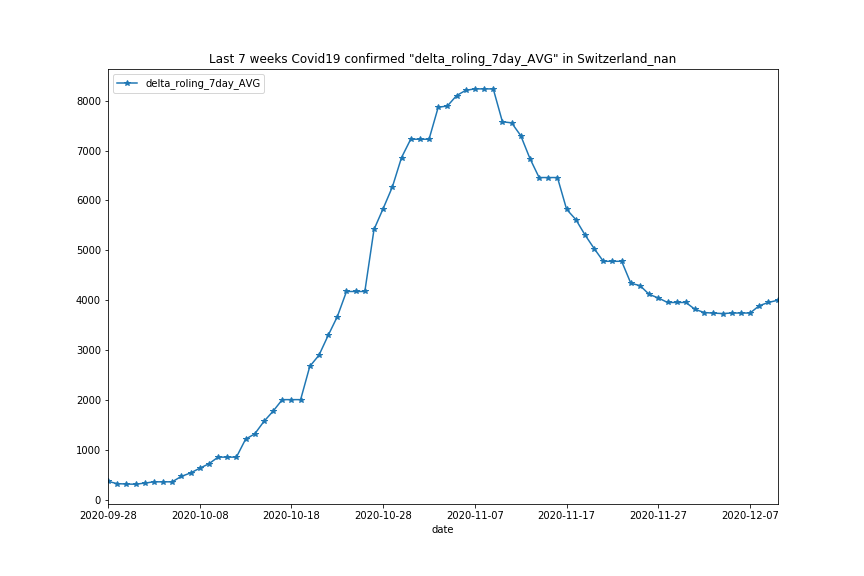 Last 7 weeks Covid19 confirmed "delta_roling_7day_AVG" in Switzerland_nan
delta_roling_7day_AVG
8000
7000
6000
5000
4000
3000
2000
1000
0
2020-09-28 2020-10-08 2020-10-18 2020-10-28 2020-11-07 2020-11-17 2020-11-27 2020-12-07
date